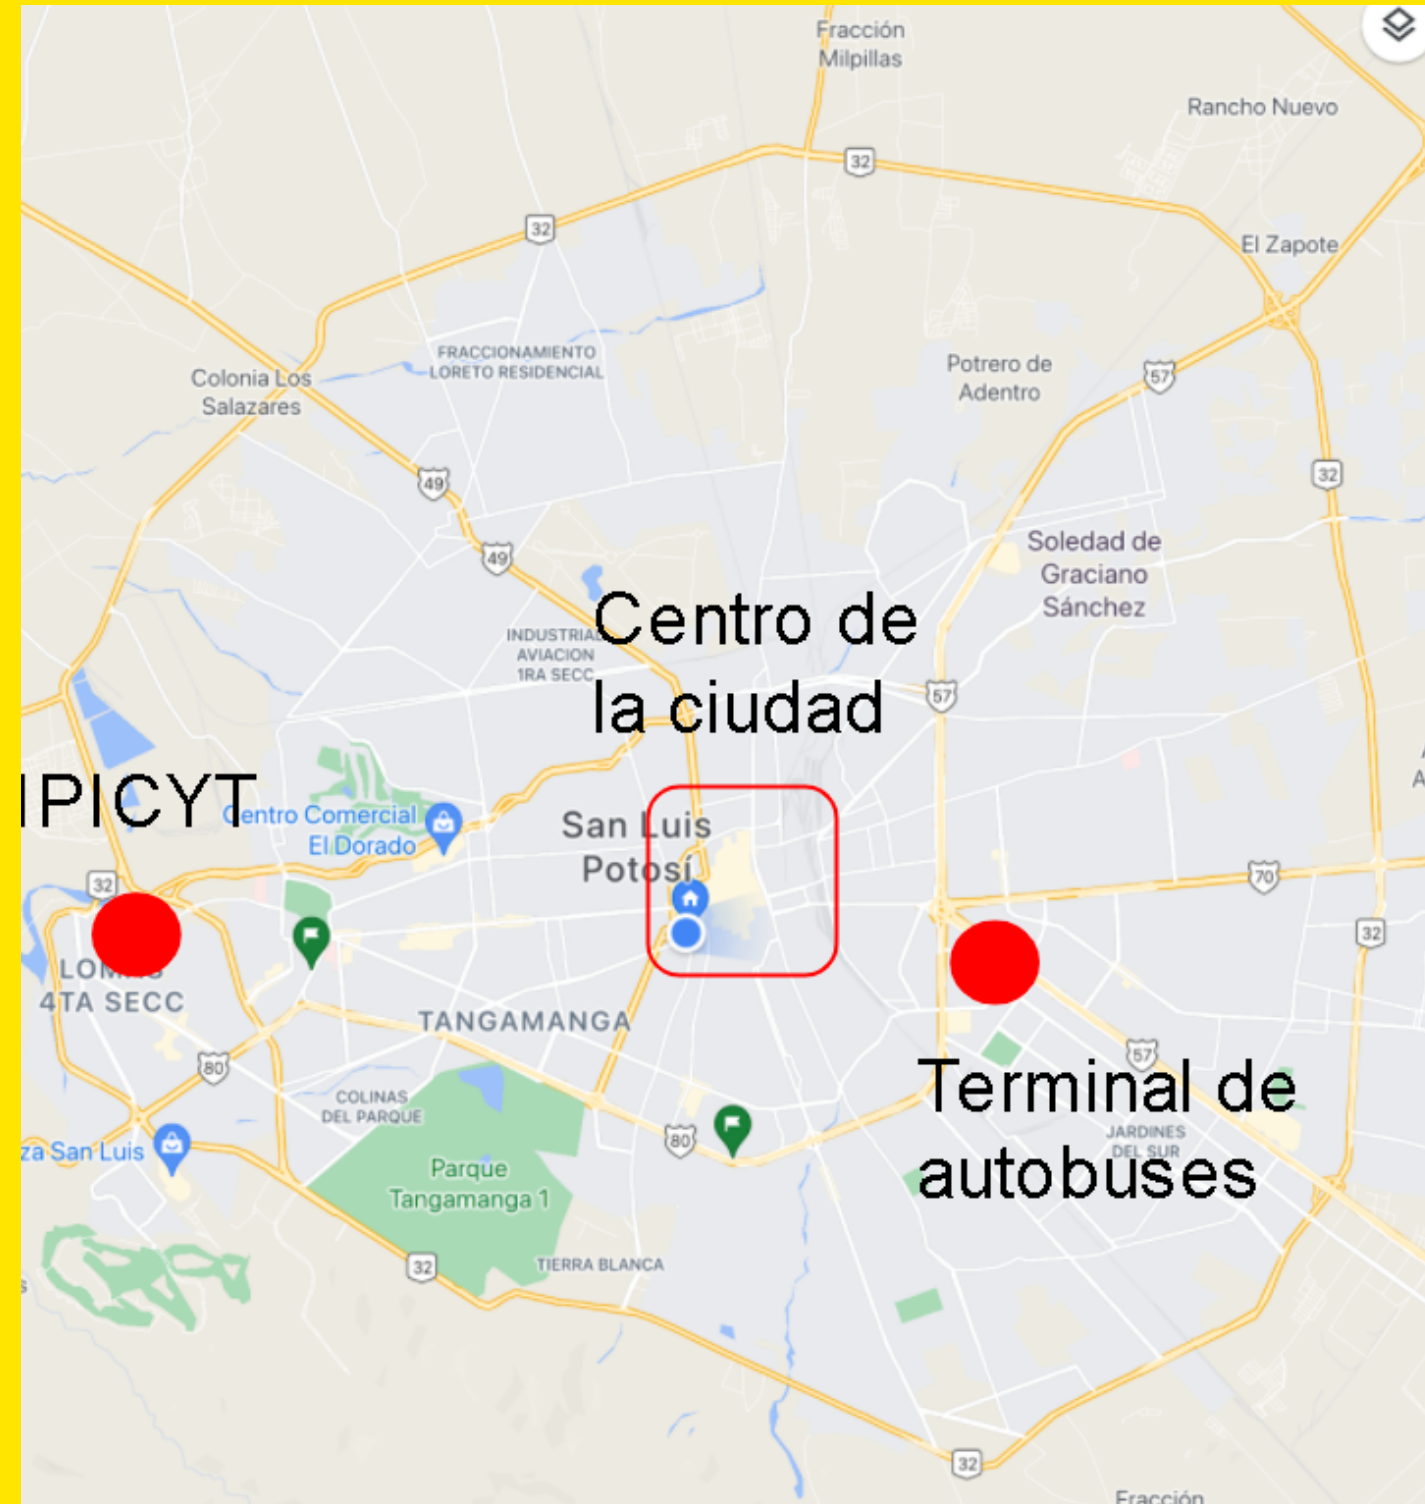 Fracción
Milpillas
Rancho Nuevo
32
32
El Zapote
FRACCIONAMIENTO
LORETO RESIDENCIAL
Potrero de
Adentro
57
Colonia Los
Salazares
49
32
49
Soledad de
Graciano
Sánchez
Centro de
la ciudad
INDUSTRIA
AVIACION
1RA SECC
57
IPICYT
Centro Comercial
El Dorado
San Luis
Potosí
32
70
32
LOMAS
4TA SECC
TANGAMANGA
57
80
Terminal de
autobuses
COLINAS
DEL PARQUE
JARDINES
DEL SUR
80
za San Luis
Parque
Tangamanga 1
32
TIERRA BLANCA
32
Fracción